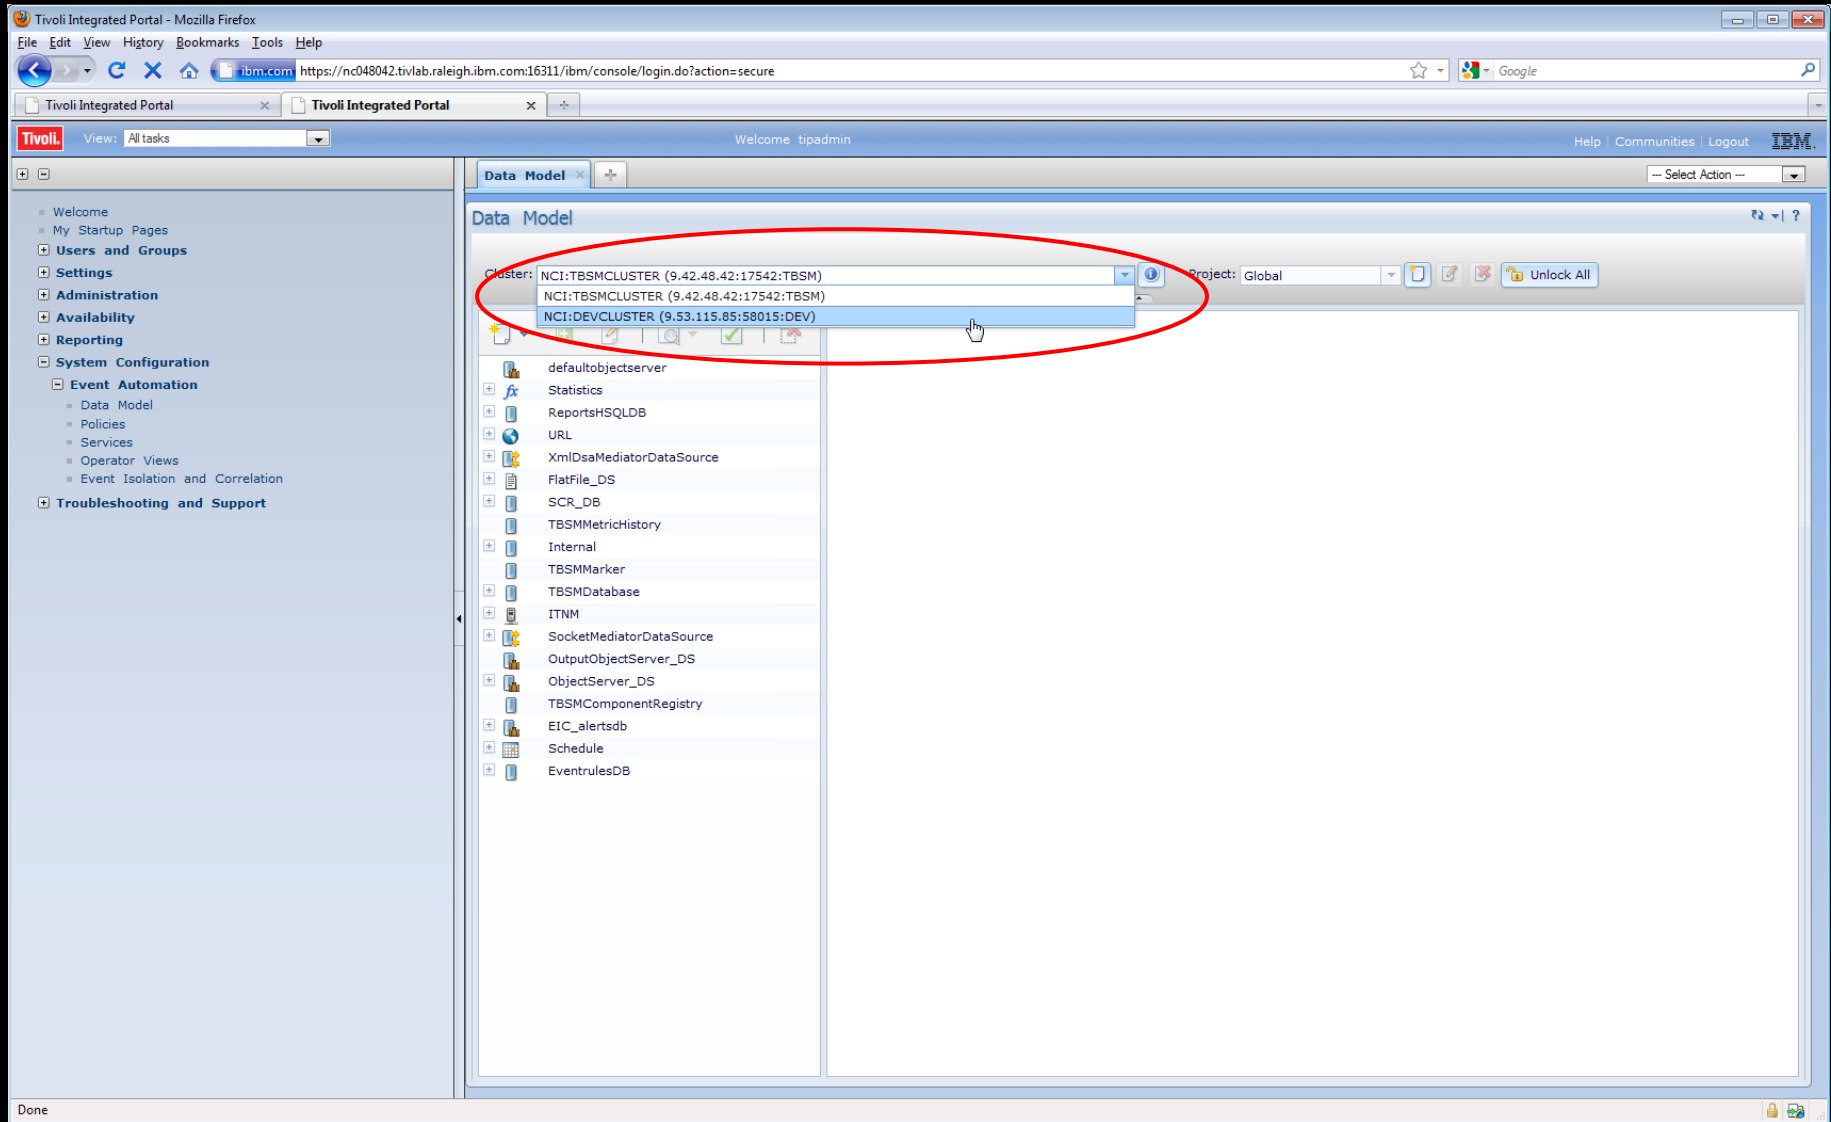 Tivoli Integrated Portal - Mozilla Firefox
File Edit View History Bookmarks Tools Help
ibm.com https://nc048042.tivlab.raleigh.ibm.com:16311/ibm/console/login.do?action=secure
Google
Tivoli Integrated Portal
Tivoli Integrated Portal
Tivoli. View: All tasks
Welcome tipadmin
Help | Communities | Logout
IBM.
Data Model
-- Select Action --
Welcome
My Startup Pages
Users and Groups
Settings
Administration
Availability
Reporting
System Configuration
Event Automation
Data Model
Policies
Services
Operator Views
Event Isolation and Correlation
Troubleshooting and Support
Data Model
Cluster: NCI:TBSMCLUSTER (9.42.48.42:17542:TBSM)
Project: Global
Unlock All
NCI:TBSMCLUSTER (9.42.48.42:17542:TBSM)
NCI:DEVCLUSTER (9.53.115.85:58015:DEV)
defaultobjectserver
Statistics
ReportsHSQLDB
URL
XmlDsaMediatorDataSource
FlatFile_DS
SCR_DB
TBSMMetricHistory
Internal
TBSMMarker
TBSMDatabase
ITNM
SocketMediatorDataSource
OutputObjectServer_DS
ObjectServer_DS
TBSMComponentRegistry
EIC_alertsdb
Schedule
EventrulesDB
Done